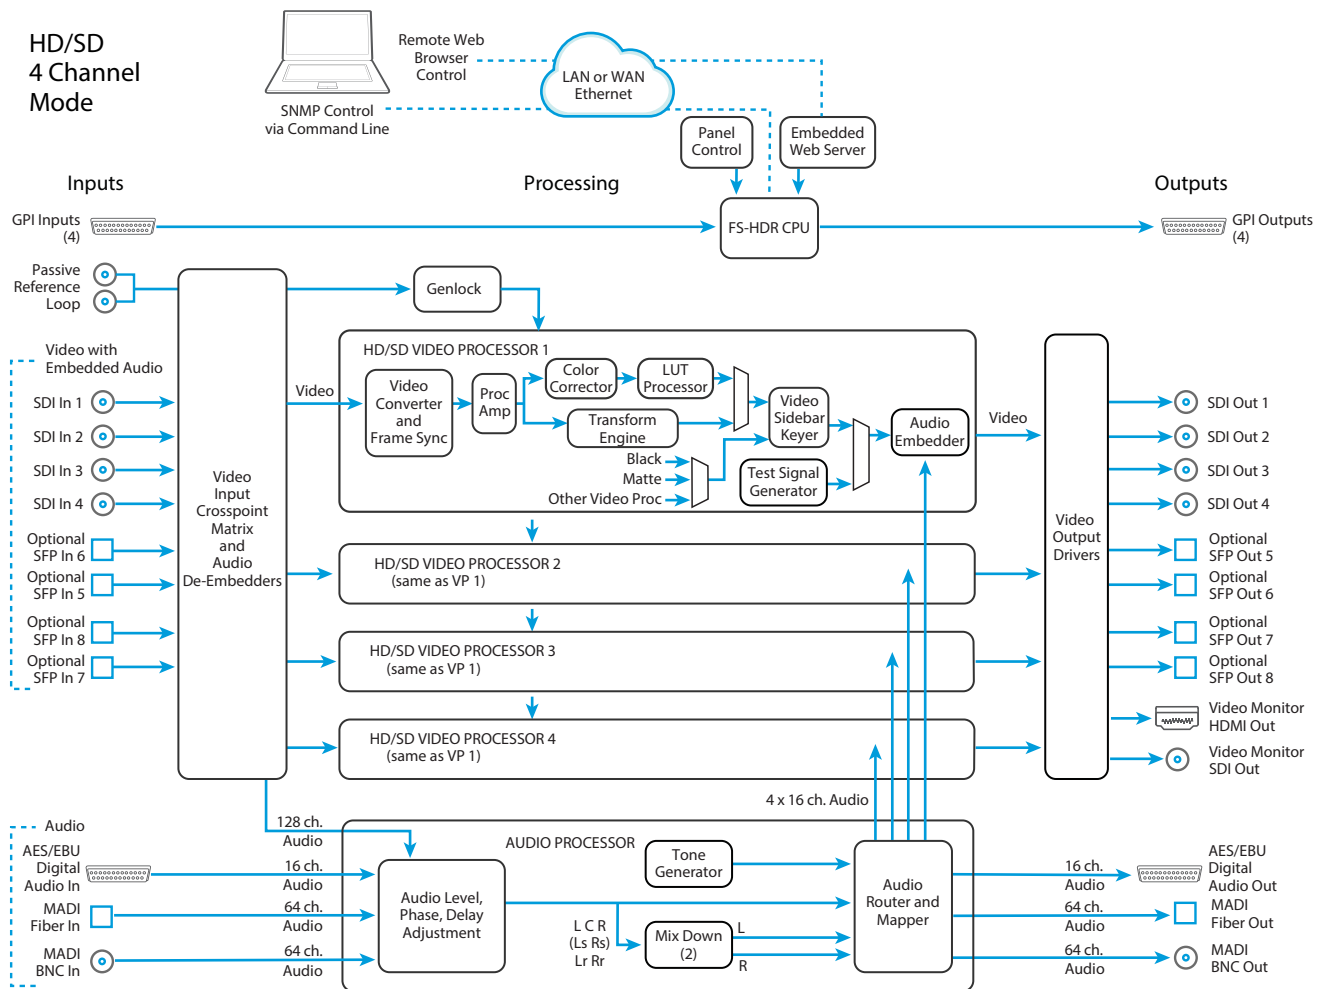 HD/SD
4 Channel
Mode
Remote Web
Browser
Control
LAN or WAN
Ethernet
SNMP Control
via Command Line
Panel
Control
Embedded
Web Server
Inputs
Processing
Outputs
GPI Inputs
(4)
FS-HDR CPU
GPI Outputs
(4)
Passive
Reference
Loop
Genlock
Video with
Embedded Audio
SDI In 1
SDI In 2
SDI In 3
SDI In 4
Optional
SFP In 6
Optional
SFP In 5
Optional
SFP In 8
Optional
SFP In 7
Video
Input
Crosspoint
Matrix
and
Audio
De-Embedders
Video
HD/SD VIDEO PROCESSOR 1
Video
Converter
and
Frame Sync
Proc
Amp
Color
Corrector
LUT
Processor
Transform
Engine
Black
Matte
Other Video Proc
Video
Sidebar
Keyer
Test Signal
Generator
Audio
Embedder
Video
HD/SD VIDEO PROCESSOR 2
(same as VP 1)
HD/SD VIDEO PROCESSOR 3
(same as VP 1)
HD/SD VIDEO PROCESSOR 4
(same as VP 1)
Video
Output
Drivers
SDI Out 1
SDI Out 2
SDI Out 3
SDI Out 4
Optional
SFP Out 5
Optional
SFP Out 6
Optional
SFP Out 7
Optional
SFP Out 8
Video Monitor
HDMI Out
Video Monitor
SDI Out
4 x 16 ch. Audio
Audio
AES/EBU
Digital
Audio In
MADI
Fiber In
MADI
BNC In
128 ch.
Audio
16 ch.
Audio
64 ch.
Audio
64 ch.
Audio
AUDIO PROCESSOR
Audio Level,
Phase, Delay
Adjustment
Tone
Generator
L C R
(Ls Rs)
Lr Rr
Mix Down
(2)
L
R
Audio
Router and
Mapper
16 ch.
Audio
64 ch.
Audio
64 ch.
Audio
AES/EBU
Digital
Audio Out
MADI
Fiber Out
MADI
BNC Out